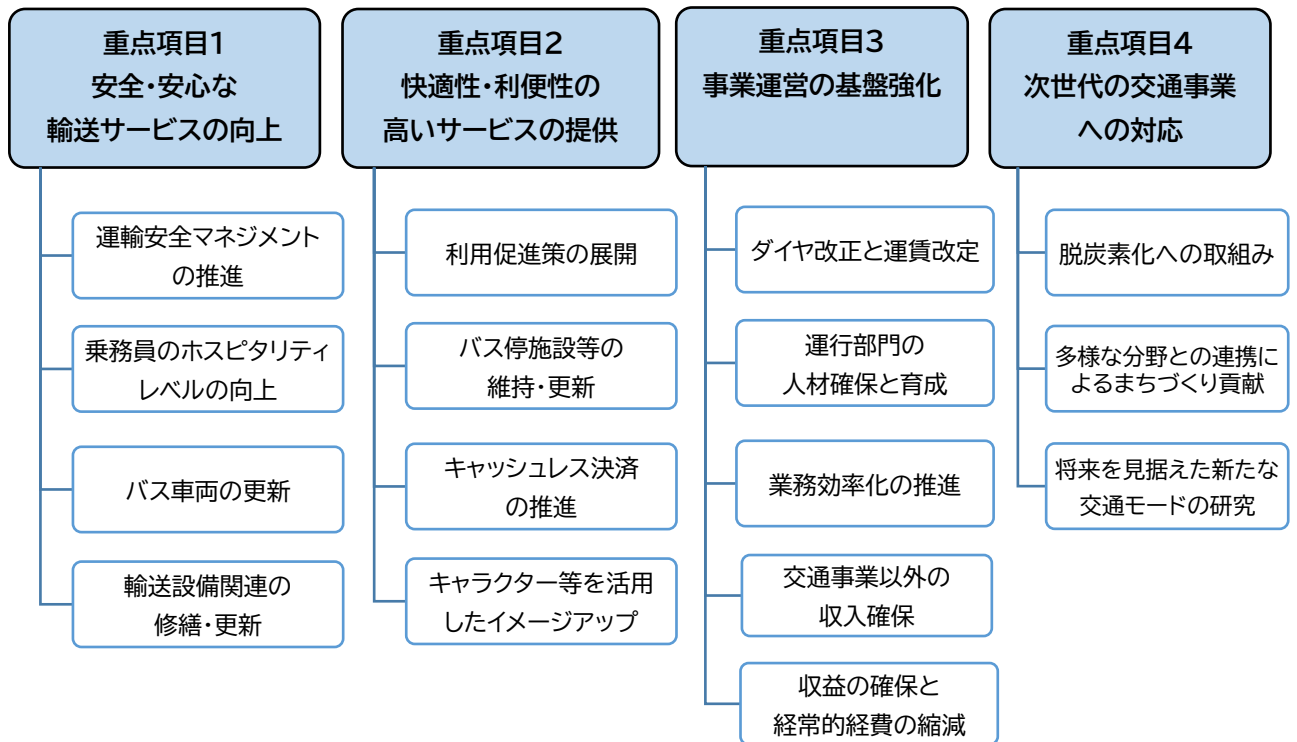 重点項目1
安全・安心な
輸送サービスの向上
運輸安全マネジメント
の推進
乗務員のホスピタリティ
レベルの向上
バス車両の更新
輸送設備関連の
修繕・更新
重点項目2
快適性・利便性の
高いサービスの提供
利用促進策の展開
バス停施設等の
維持・更新
キャッシュレス決済
の推進
キャラクター等を活用
したイメージアップ
重点項目3
事業運営の基盤強化
ダイヤ改正と運賃改定
運行部門の
人材確保と育成
業務効率化の推進
交通事業以外の
収入確保
収益の確保と
経常的経費の縮減
重点項目4
次世代の交通事業
への対応
脱炭素化への取組み
多様な分野との連携に
よるまちづくり貢献
将来を見据えた新たな
交通モードの研究